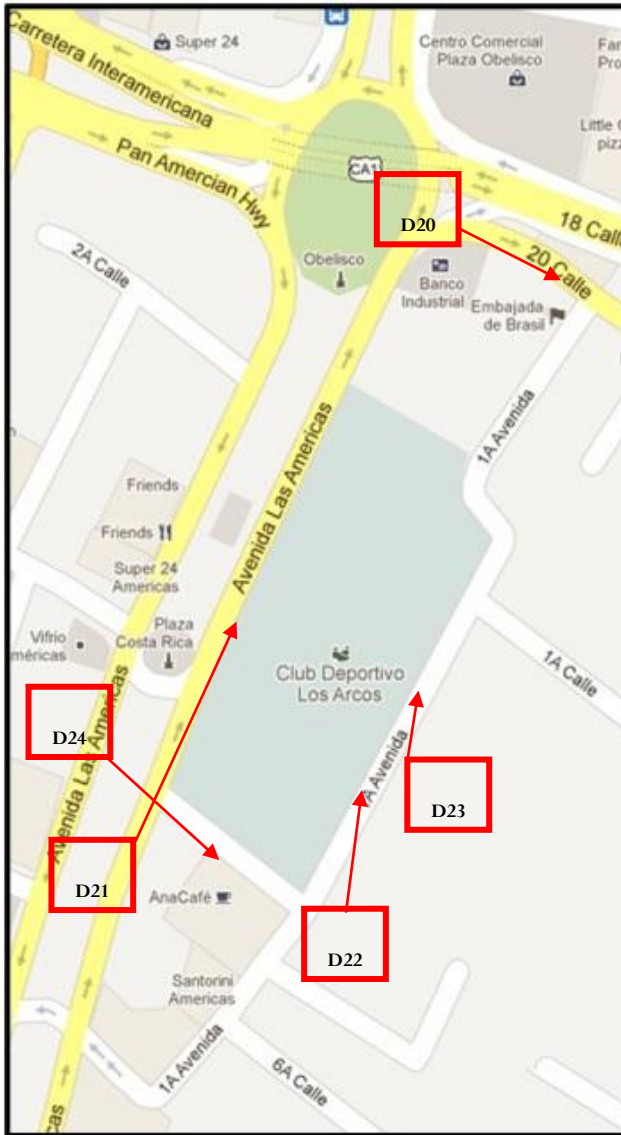 Carretera Interamericana
Super 24
Centro Comercial
Plaza Obelisco
Pan Amercian Hwy
CA1
18 Calle
D20
20 Calle
2A Calle
Obelisco
Banco
Industrial
Embajada
de Brasil
1A Avenida
Avenida Las Americas
Friends
Friends
Super 24
Americas
Plaza
Costa Rica
Vifrio
Club Deportivo
Los Arcos
1A Calle
D24
Avenida Las Americas
A Avenida
D23
D21
AnaCafé
D22
Santorini
Americas
1A Avenida
6A Calle